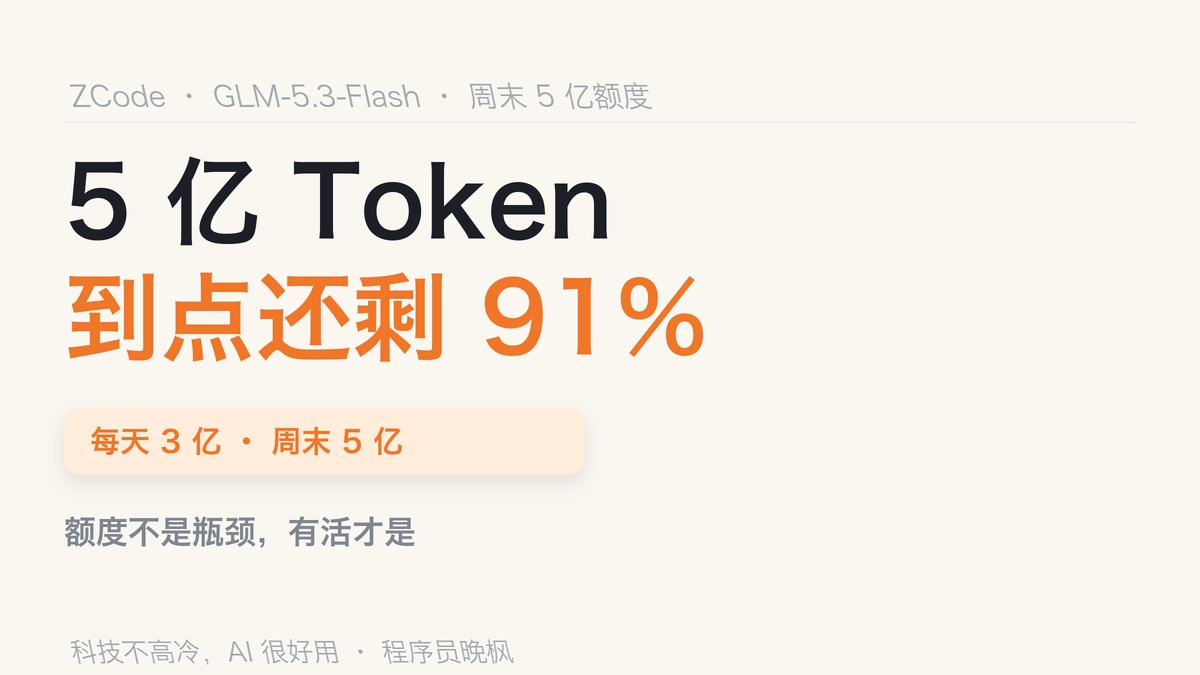 ZCode · GLM-5.3-Flash · 周末 5 亿额度
5 亿 Token
到点还剩 91%
每天 3 亿 · 周末 5 亿
额度不是瓶颈，有活才是
科技不高冷，AI 很好用 · 程序员晚枫